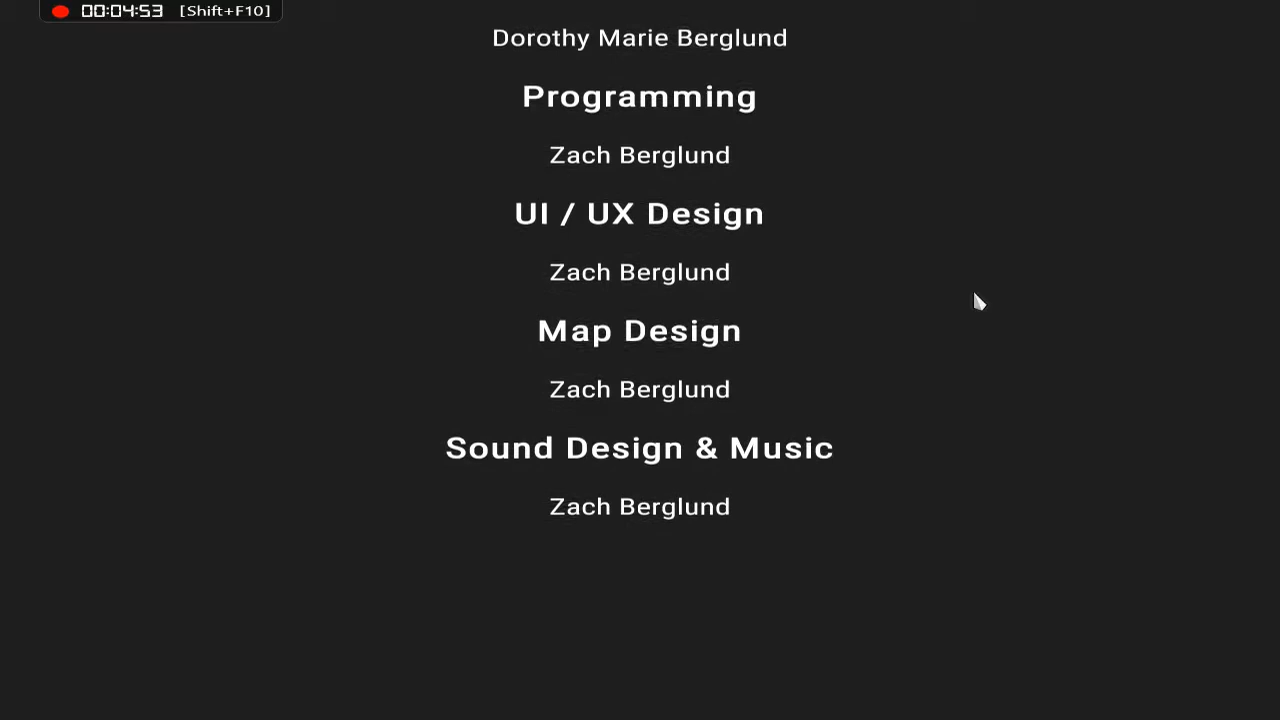 00:04:53 [Shift+F10]
Dorothy Marie Berglund
Programming
Zach Berglund
UI / UX Design
Zach Berglund
Map Design
Zach Berglund
Sound Design & Music
Zach Berglund